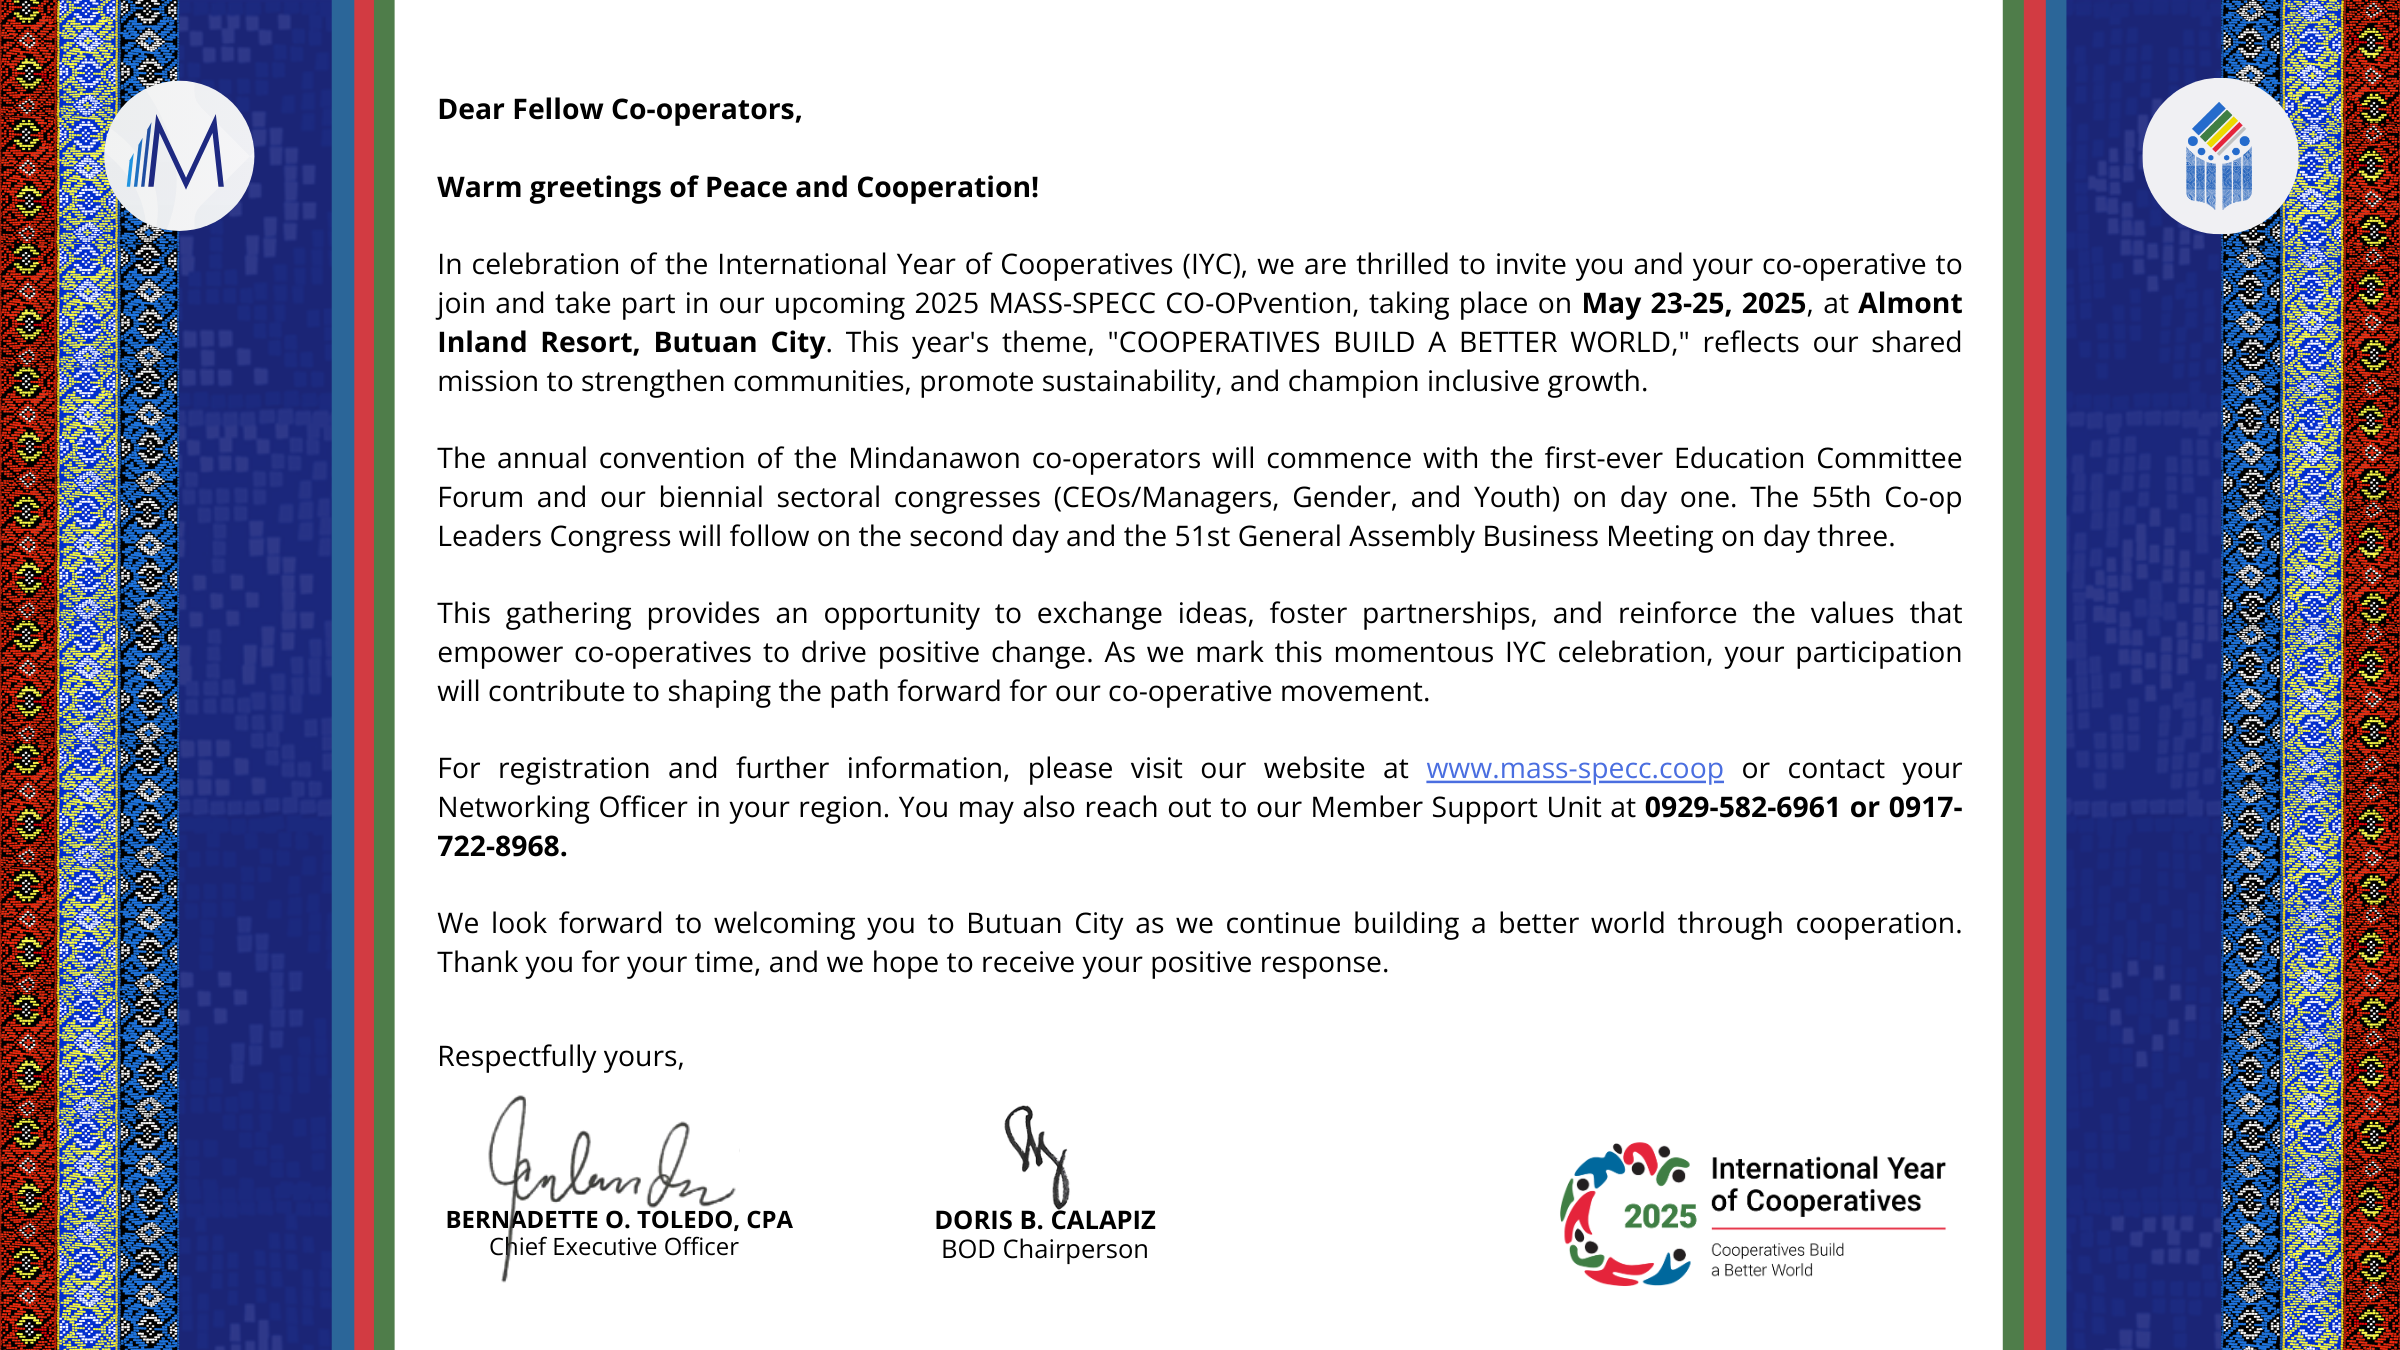 M
Dear Fellow Co-operators,
Warm greetings of Peace and Cooperation!
In celebration of the International Year of Cooperatives (IYC), we are thrilled to invite you and your co-operative to
join and take part in our upcoming 2025 MASS-SPECC CO-OPvention, taking place on May 23-25, 2025, at Almont
Inland Resort, Butuan City. This year's theme, "COOPERATIVES BUILD A BETTER WORLD," reflects our shared
mission to strengthen communities, promote sustainability, and champion inclusive growth.
The annual convention of the Mindanawon co-operators will commence with the first-ever Education Committee
Forum and our biennial sectoral congresses (CEOs/Managers, Gender, and Youth) on day one. The 55th Co-op
Leaders Congress will follow on the second day and the 51st General Assembly Business Meeting on day three.
This gathering provides an opportunity to exchange ideas, foster partnerships, and reinforce the values that
empower co-operatives to drive positive change. As we mark this momentous IYC celebration, your participation
will contribute to shaping the path forward for our co-operative movement.
For registration and further information, please visit our website at www.mass-specc.coop or contact your
Networking Officer in your region. You may also reach out to our Member Support Unit at 0929-582-6961 or 0917-
722-8968.
We look forward to welcoming you to Butuan City as we continue building a better world through cooperation.
Thank you for your time, and we hope to receive your positive response.
Respectfully yours,
BERNADETTE O. TOLEDO, CPA
Chief Executive Officer
DORIS B. CALAPIZ
BOD Chairperson
2025
International Year
of Cooperatives
Cooperatives Build
a Better World